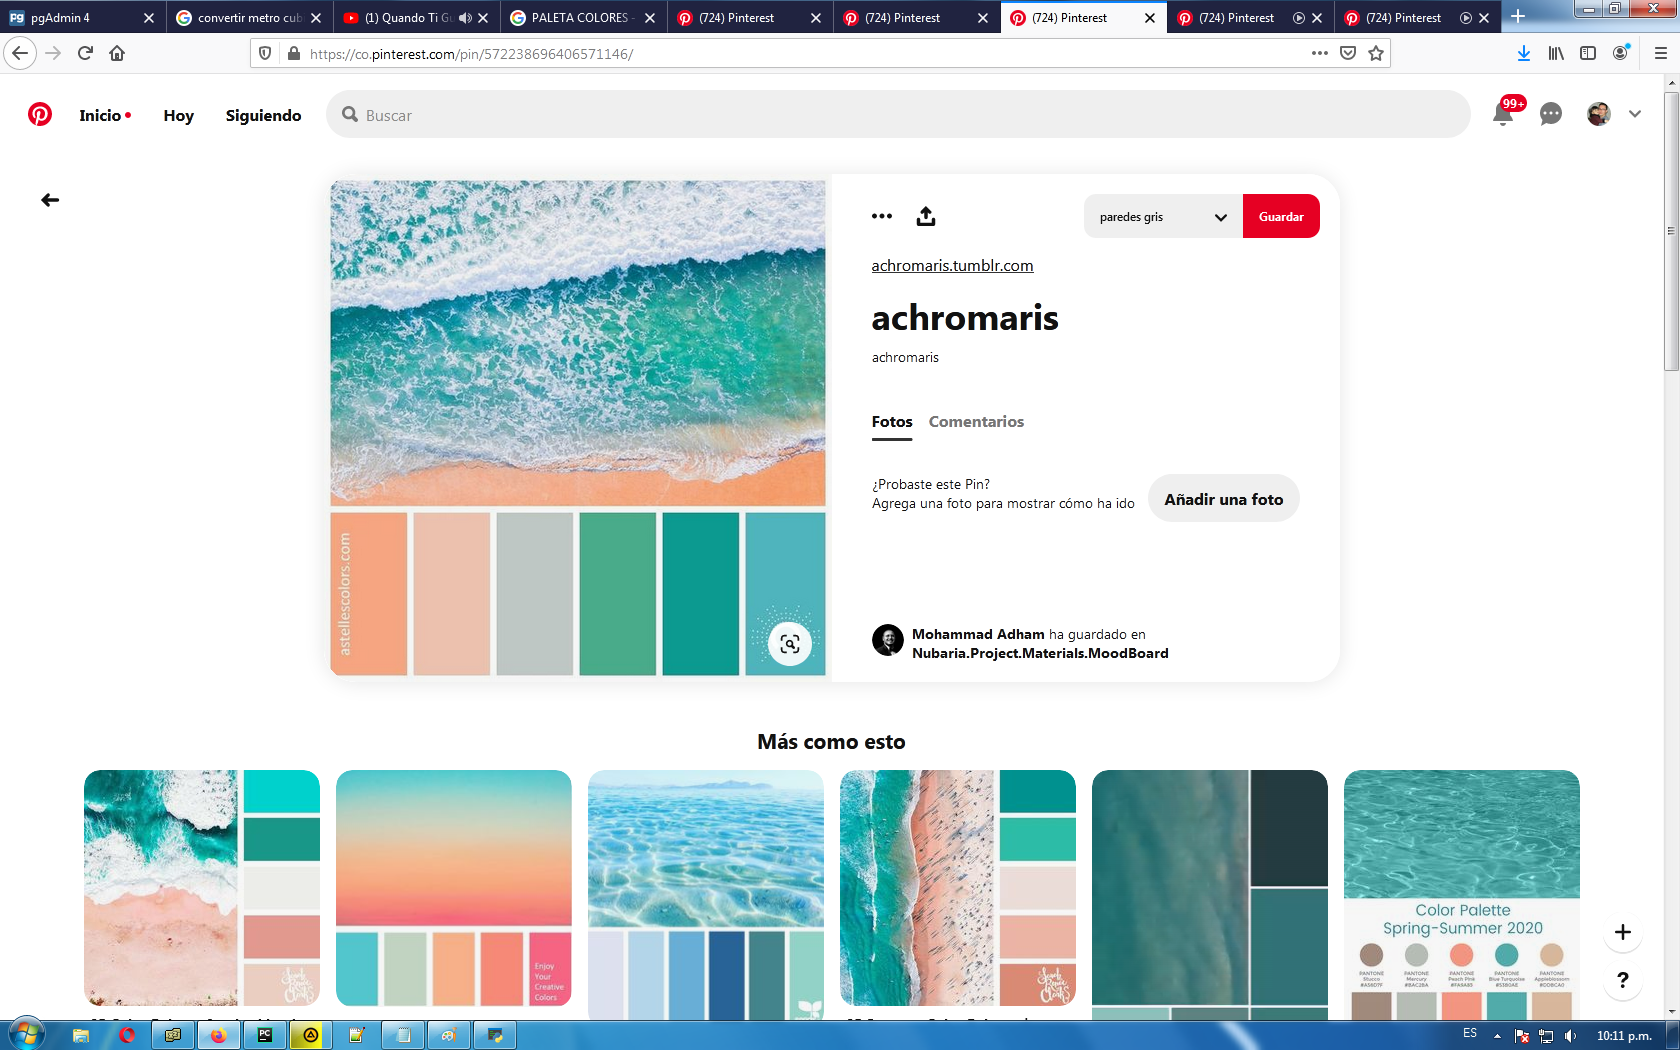 pgAdmin 4
convertir metro cub
(1) Quando Ti Gu
PALETA COLORES -
(724) Pinterest
(724) Pinterest
(724) Pinterest
(724) Pinterest
(724) Pinterest
https://co.pinterest.com/pin/572238696406571146/
Inicio
Hoy
Siguiendo
Buscar
99+
paredes gris
Guardar
achromaris.tumblr.com
achromaris
achromaris
Fotos
Comentarios
¿Probaste este Pin?
Agrega una foto para mostrar cómo ha ido
Añadir una foto
astellescolors.com
Mohammad Adham ha guardado en
Nubaria.Project.Materials.MoodBoard
Más como esto
Enjoy
Your
Creative
Colors
Color Palette
Spring-Summer 2020
PANTONE
Stucco
PANTONE
Mercury
#BAC2BA
PANTONE
Peach Pink
#FA9A85
PANTONE
Blue Turquoise
#53B0AE
PANTONE
Appleblossom
#DDBCA0
?
ES
10:11 p.m.